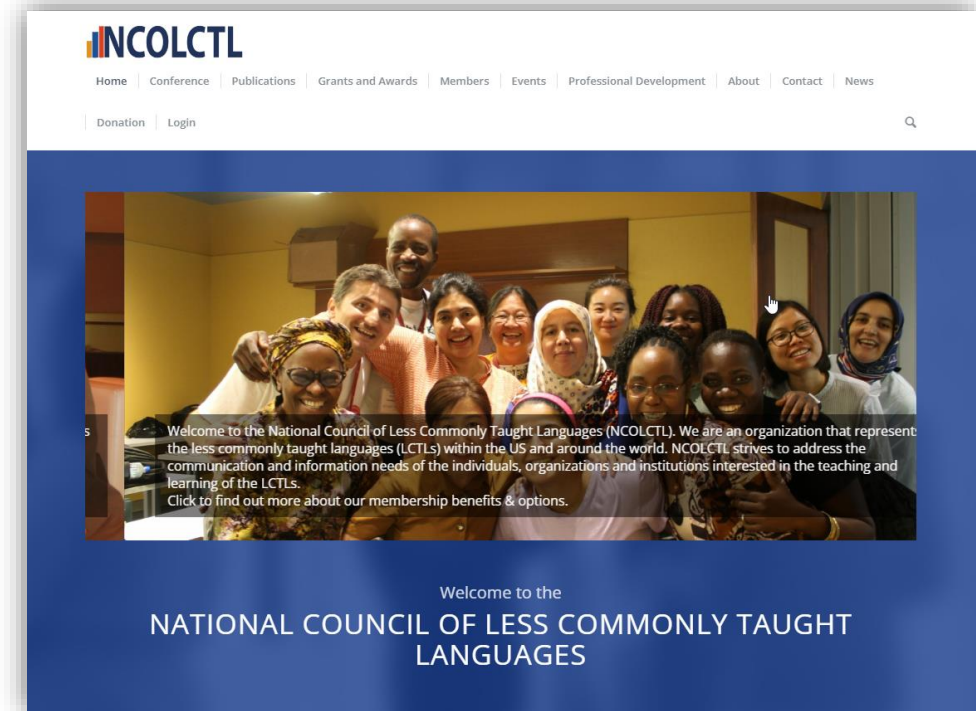 NCOLCTL
Home Conference Publications Grants and Awards Members Events Professional Development About Contact News
Donation Login
s
Welcome to the National Council of Less Commonly Taught Languages (NCOLCTL). We are an organization that represents
the less commonly taught languages (LCTLs) within the US and around the world. NCOLCTL strives to address the
communication and information needs of the individuals, organizations and institutions interested in the teaching and
learning of the LCTLs.
Click to find out more about our membership benefits & options.
Welcome to the
NATIONAL COUNCIL OF LESS COMMONLY TAUGHT
LANGUAGES